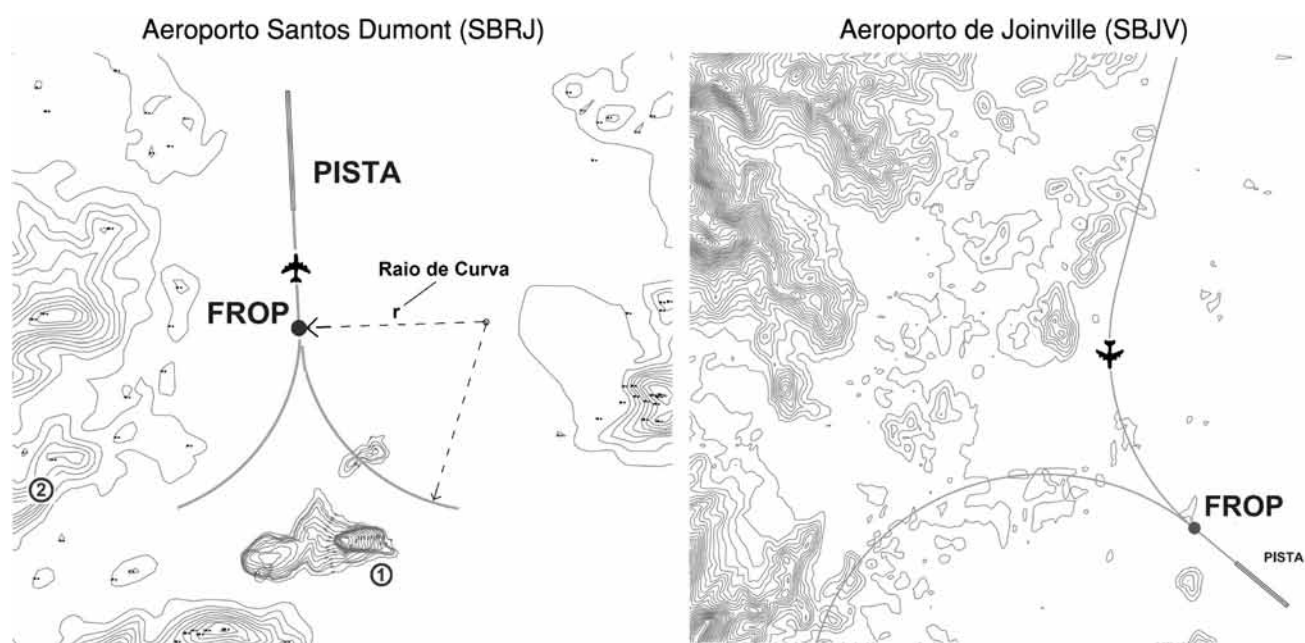 Aeroporto Santos Dumont (SBRJ)
PISTA
Raio de Curva
FROP
r
②
①
Aeroporto de Joinville (SBJV)
FROP
PISTA